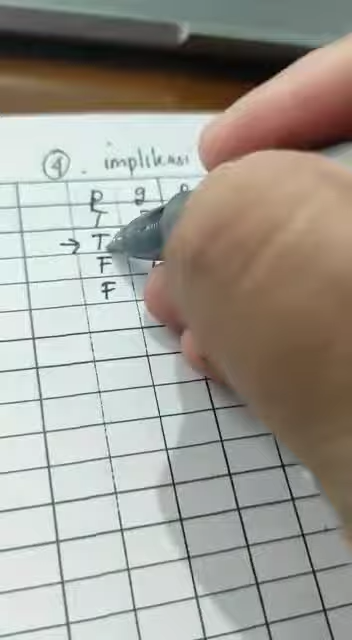 ④. implikasi
p q
T
→ T
F
F